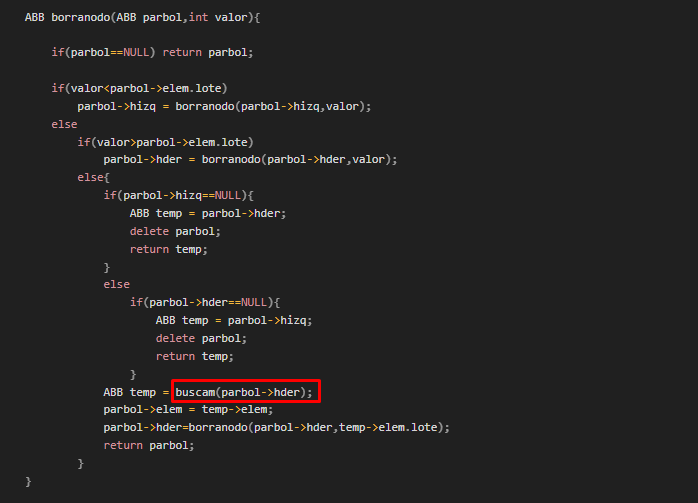 ABB borranodo(ABB parbol,int valor){
if(parbol==NULL) return parbol;
if(valor<parbol->elem.lote)
parbol->hizq = borranodo(parbol->hizq,valor);
else
if(valor>parbol->elem.lote)
parbol->hder = borranodo(parbol->hder,valor);
else{
if(parbol->hizq==NULL){
ABB temp = parbol->hder;
delete parbol;
return temp;
}
else
if(parbol->hder==NULL){
ABB temp = parbol->hizq;
delete parbol;
return temp;
}
ABB temp = buscam(parbol->hder);
parbol->elem = temp->elem;
parbol->hder=borranodo(parbol->hder,temp->elem.lote);
return parbol;
}
}